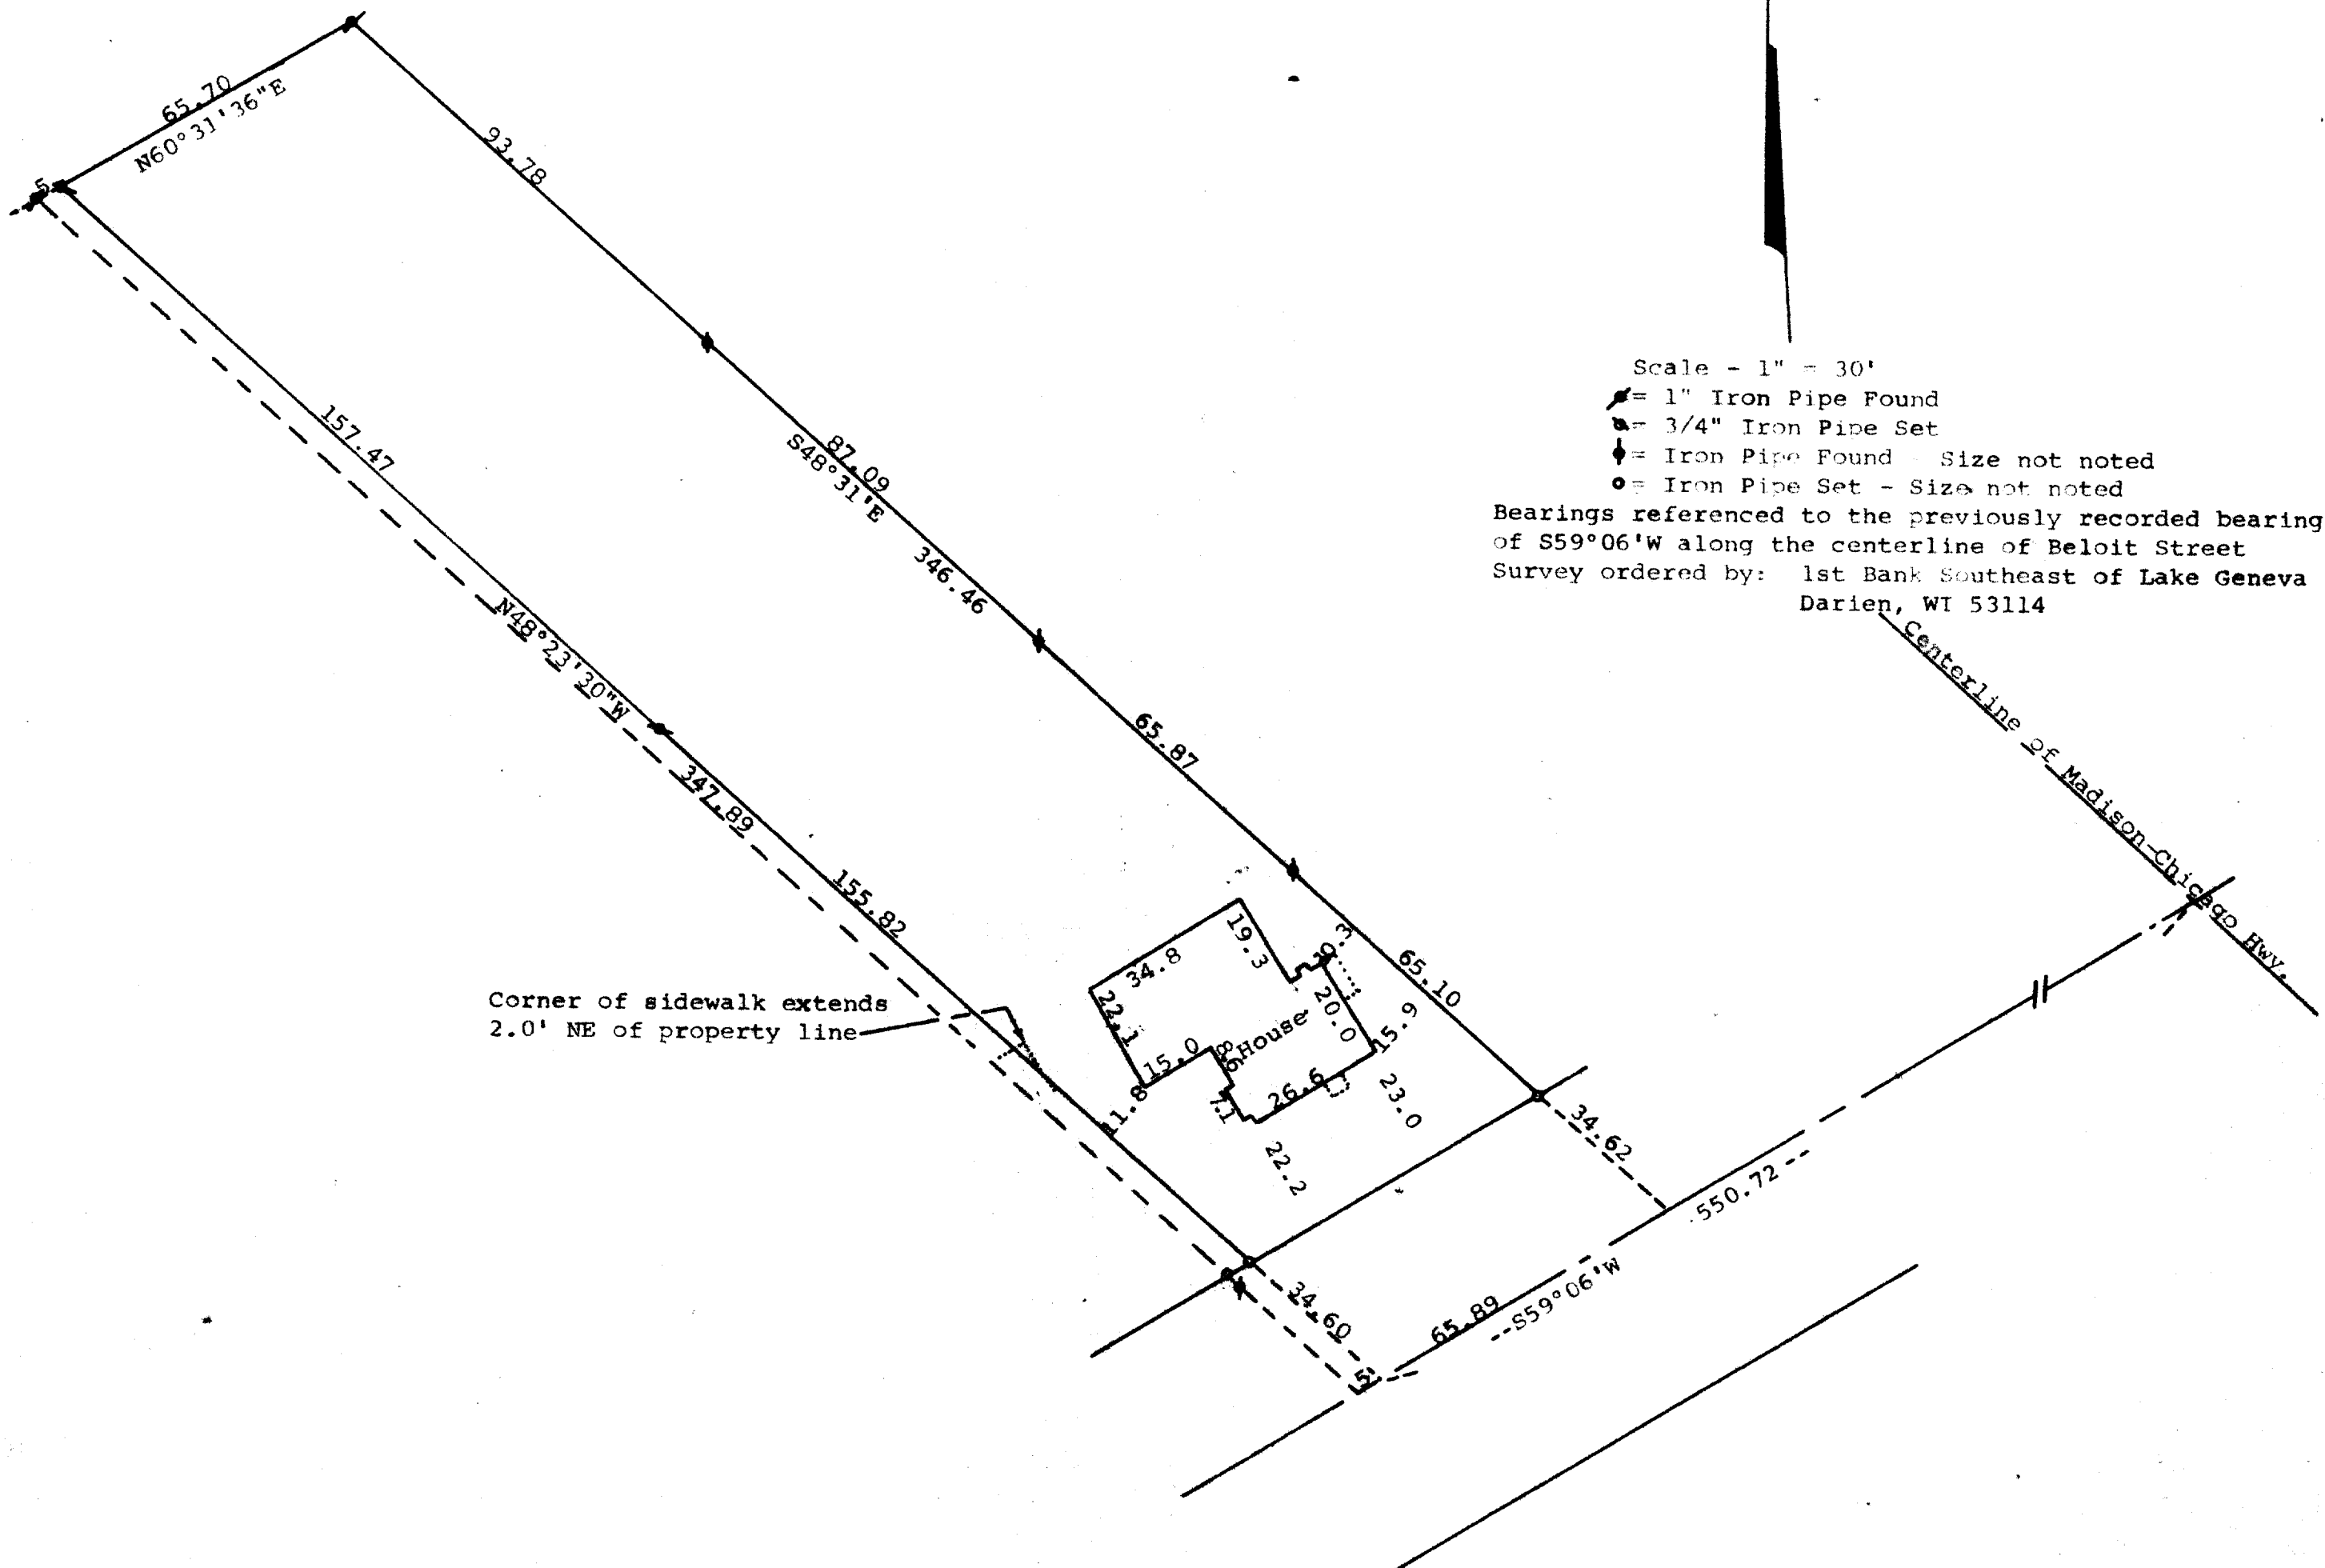 65.70
N60°31'36"E
5
93.78
157.47
87.09
S48°31'E
346.46
N48°23'30"W
347.89
65.87
155.82
Scale - 1" = 30'
= 1" Iron Pipe Found
= 3/4" Iron Pipe Set
= Iron Pipe Found - Size not noted
= Iron Pipe Set - Size not noted
Bearings referenced to the previously recorded bearing
of S59°06'W along the centerline of Beloit Street
Survey ordered by: 1st Bank Southeast of Lake Geneva
Darien, WI 53114
Centerline of Madison-Chicago Hwy.
Corner of sidewalk extends
2.0' NE of property line
34.8
19.3
22.1
15.0
House
20.0
65.10
15.9
26.6
7.1
23.0
22.2
34.62
34.60
550.72
65.89
S59°06'W
5